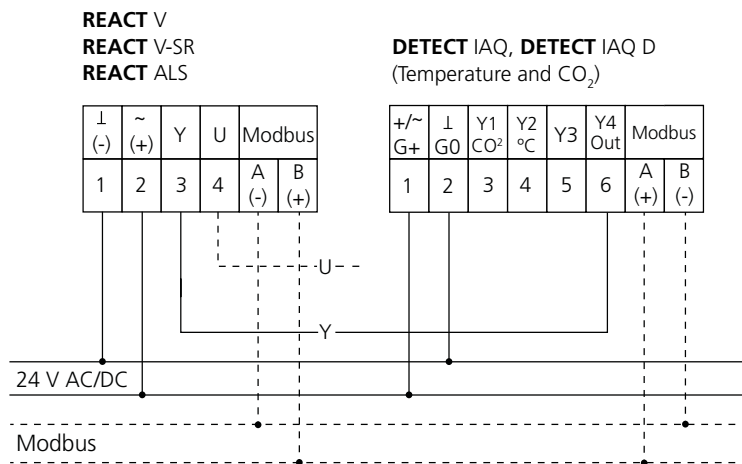 REACT V
REACT V-SR
REACT ALS
DETECT IAQ, DETECT IAQ D
(Temperature and CO₂)
⊥ ~ Y U Modbus
(-) (+)
1 2 3 4 A B
(-) (+)
+/~ ⊥ Y1 Y2 Y3 Y4 Modbus
G+ G0 CO² ºC Out
1 2 3 4 5 6 A B
(+) (-)
U
Y
24 V AC/DC
Modbus